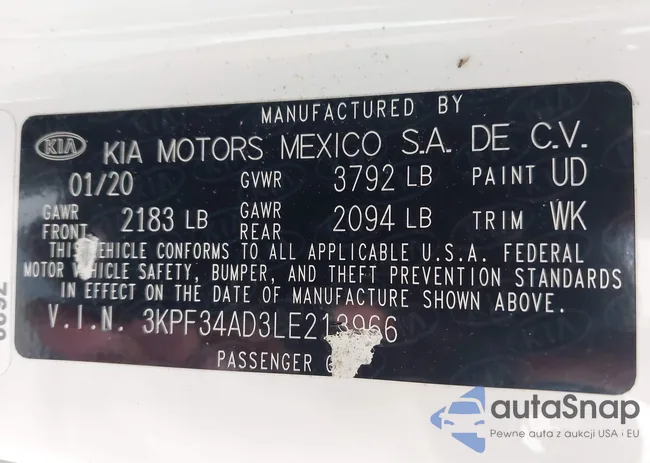 MANUFACTURED BY
KIA KIA MOTORS MEXICO S.A. DE C.V.
01/20 GVWR 3792 LB PAINT UD
GAWR FRONT 2183 LB GAWR REAR 2094 LB TRIM WK
THIS VEHICLE CONFORMS TO ALL APPLICABLE U.S.A. FEDERAL
MOTOR VEHICLE SAFETY, BUMPER, AND THEFT PREVENTION STANDARDS
IN EFFECT ON THE DATE OF MANUFACTURE SHOWN ABOVE.
V.I.N. 3KPF34AD3LE213966
PASSENGER
autaSnap
Pewne auta z aukcji USA i EU